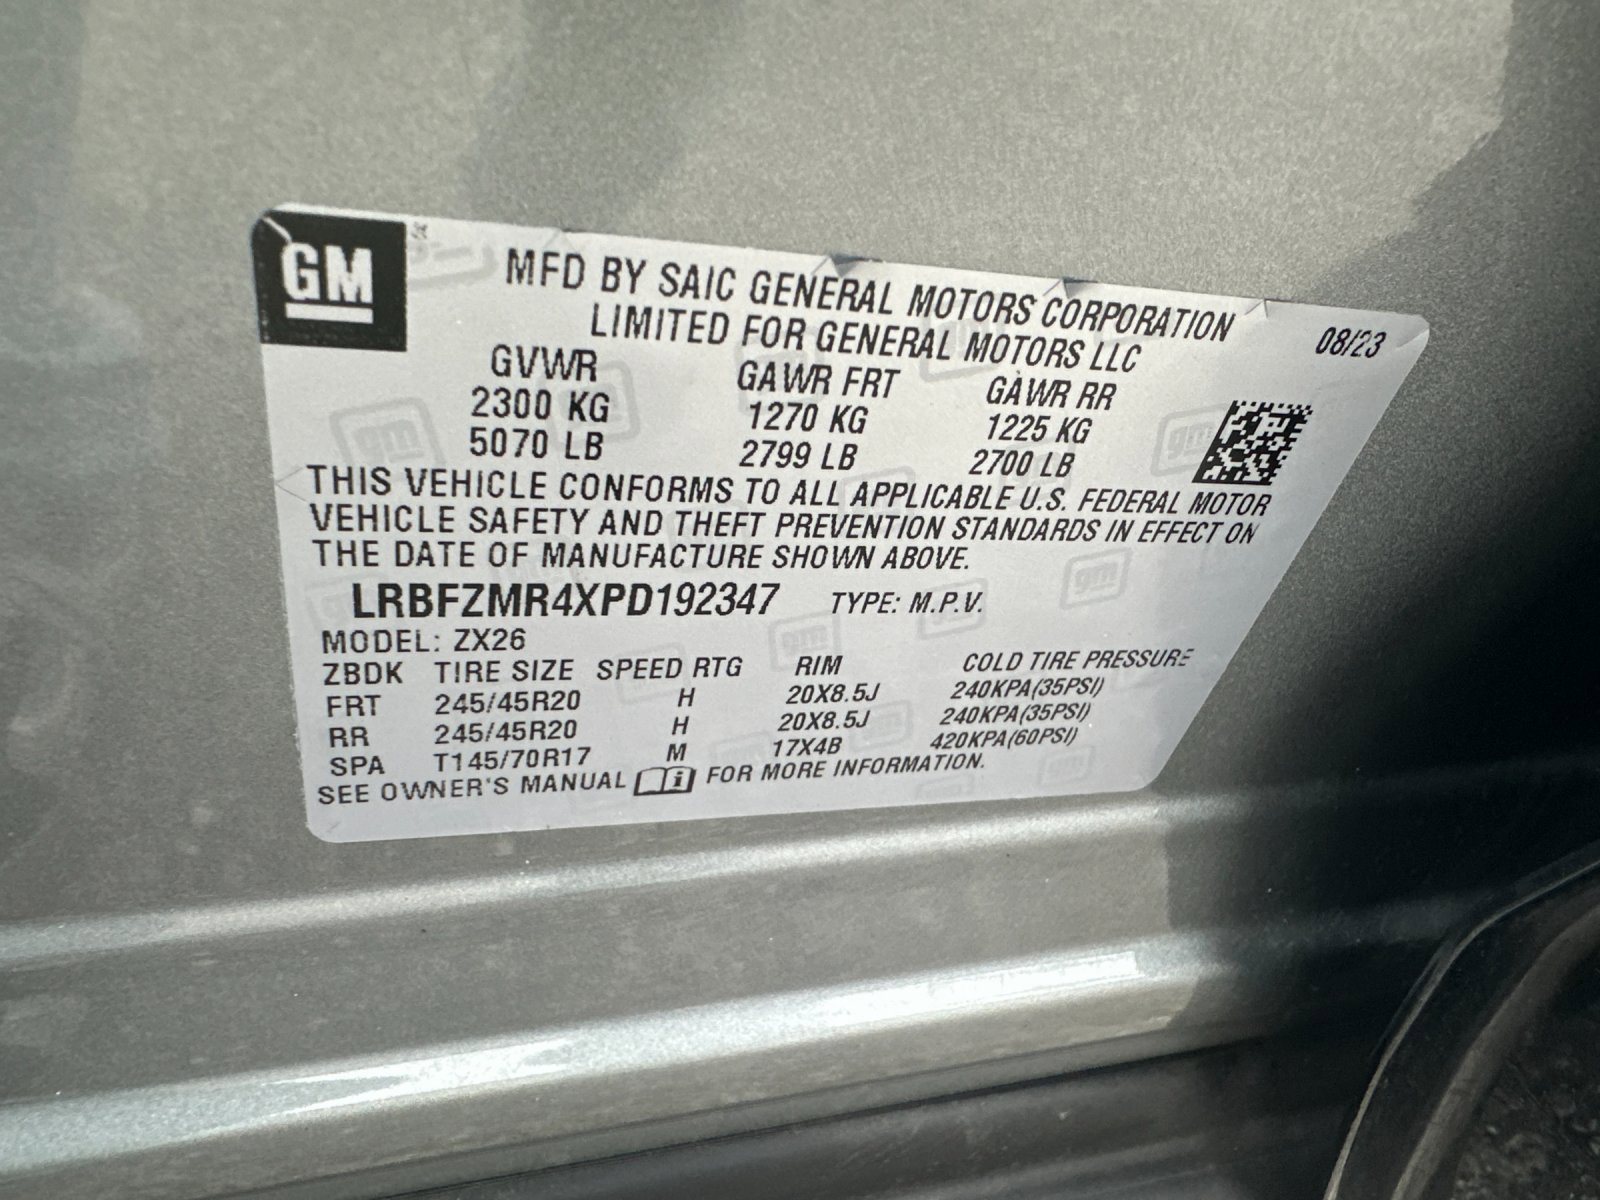 GM
MFD BY SAIC GENERAL MOTORS CORPORATION
LIMITED FOR GENERAL MOTORS LLC
08/23
GVWR GAWR FRT GAWR RR
2300 KG 1270 KG 1225 KG
5070 LB 2799 LB 2700 LB
THIS VEHICLE CONFORMS TO ALL APPLICABLE U.S. FEDERAL MOTOR
VEHICLE SAFETY AND THEFT PREVENTION STANDARDS IN EFFECT ON
THE DATE OF MANUFACTURE SHOWN ABOVE.
LRBFZMR4XPD192347 TYPE: M.P.V.
MODEL: ZX26
ZBDK TIRE SIZE SPEED RTG RIM COLD TIRE PRESSURE
FRT 245/45R20 H 20X8.5J 240KPA(35PSI)
RR 245/45R20 H 20X8.5J 240KPA(35PSI)
SPA T145/70R17 M 17X4B 420KPA(60PSI)
SEE OWNER'S MANUAL i FOR MORE INFORMATION.